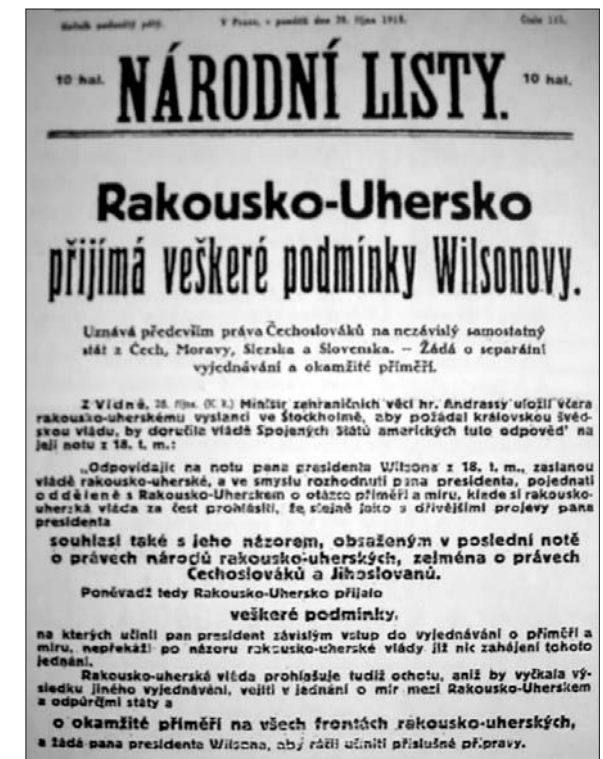 Ročník padesátý pátý. V Praze, v pondělí dne 28. října 1918. Číslo
10 hal. NÁRODNÍ LISTY. 10 hal.
Rakousko-Uhersko
přijímá veškeré podmínky Wilsonovy.
Uznává především práva Čechoslováků na nezávislý samostatný
stát z Čech, Moravy, Slezska a Slovenska. – Žádá o separátní
vyjednávání a okamžité příměří.
Z Vídně, 28. října. (K. k.) Ministr zahraničních věcí hr. Andrassy uložil včera
rakousko-uherskému vyslanci ve Štockholmě, aby požádal královskou švéd-
skou vládu, by doručila vládě Spojených Států amerických tuto odpověď na
její notu z 18. t. m.:
„Odpovídajíc na notu pana presidenta Wilsona z 18. t. m., zaslanou
vládě rakousko-uherské, a ve smyslu rozhodnutí pana presidenta, pojednati
odděleně s Rakousko-Uherskem o otázce příměří a míru, klade si rakousko-
uherská vláda za čest prohlásiti, že stejně jako s dřívějšími projevy pana
presidenta
souhlasí také s jeho názorem, obsaženým v poslední notě
o právech národů rakousko-uherských, zejména o právech
Čechoslováků a Jihoslovanů.
Poněvadž tedy Rakousko-Uhersko přijalo
veškeré podmínky,
na kterých učinil pan president závislým vstup do vyjednávání o příměří a
míru, nepřekáží po názoru rakousko-uherské vlády již nic zahájení tohoto
jednání.
Rakousko-uherská vláda prohlašuje tudíž ochotu, aniž by vyčkala vý-
sledku jiného vyjednávání, vejíti v jednání o mír mezi Rakousko-Uherskem
a odpůrčími státy a
o okamžité příměří na všech frontách rakousko-uherských,
a žádá pana presidenta Wilsona, aby ráčil učiniti příslušné přípravy.